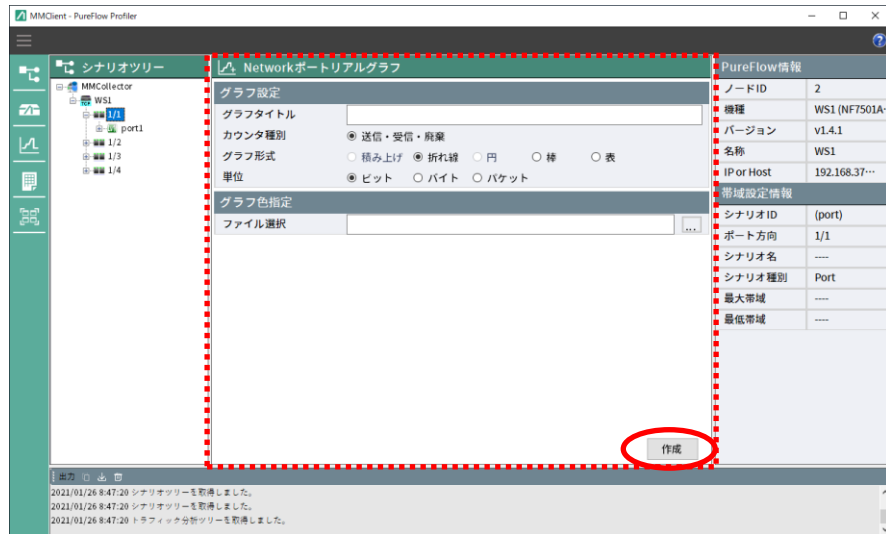 MMClient - PureFlow Profiler
シナリオツリー
MMCollector
WS1
1/1
port1
1/2
1/3
1/4
Networkポートリアルグラフ
グラフ設定
グラフタイトル
カウンタ種別 送信・受信・廃棄
グラフ形式 積み上げ 折れ線 円 棒 表
単位 ビット バイト パケット
グラフ色指定
ファイル選択 ...
作成
PureFlow情報
ノードID 2
機種 WS1 (NF7501A-
バージョン v1.4.1
名称 WS1
IP or Host 192.168.37…
帯域設定情報
シナリオID (port)
ポート方向 1/1
シナリオ名 ----
シナリオ種別 Port
最大帯域 ----
最低帯域 ----
出力
2021/01/26 8:47:20 シナリオツリーを取得しました。
2021/01/26 8:47:20 シナリオツリーを取得しました。
2021/01/26 8:47:20 トラフィック分析ツリーを取得しました。